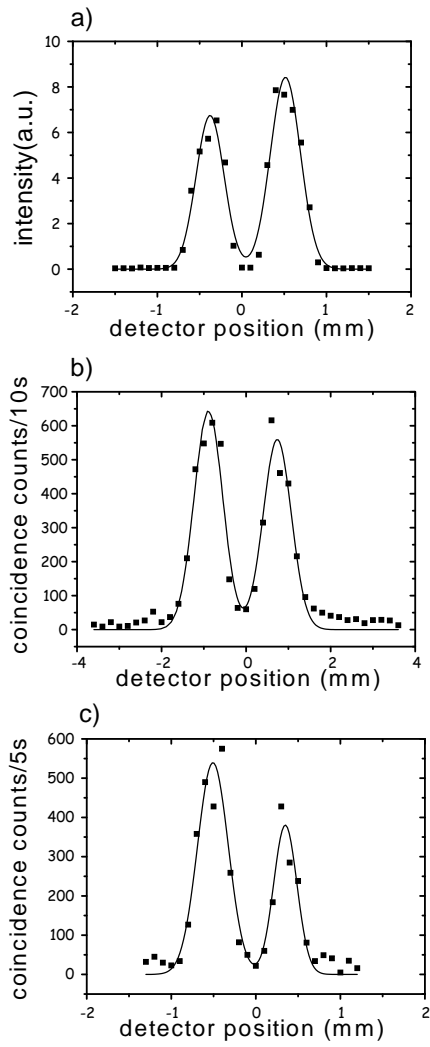 a)
10
8
6
4
2
0
intensity(a.u.)
-2 -1 0 1 2
detector position (mm)
b)
700
600
500
400
300
200
100
0
coincidence counts/10s
-4 -2 0 2 4
detector position (mm)
c)
600
500
400
300
200
100
0
coincidence counts/5s
-2 -1 0 1 2
detector position (mm)